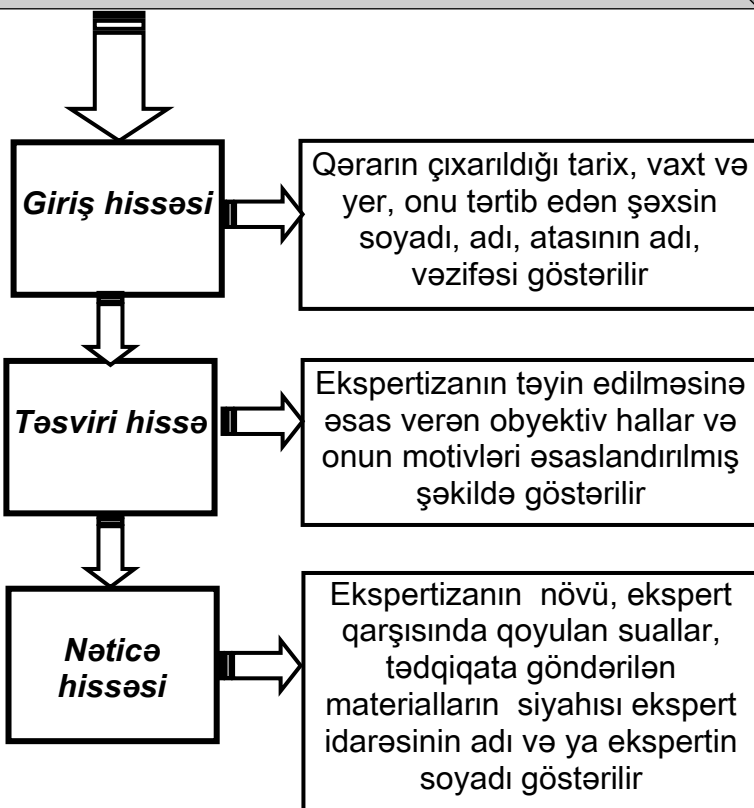 Giriş hissəsi
Qərarın çıxarıldığı tarix, vaxt və
yer, onu tərtib edən şəxsin
soyadı, adı, atasının adı,
vəzifəsi göstərilir
Təsviri hissə
Ekspertizanın təyin edilməsinə
əsas verən obyektiv hallar və
onun motivləri əsaslandırılmış
şəkildə göstərilir
Nəticə
hissəsi
Ekspertizanın  növü, ekspert
qarşısında qoyulan suallar,
tədqiqata göndərilən
materialların  siyahısı ekspert
idarəsinin adı və ya ekspertin
soyadı göstərilir